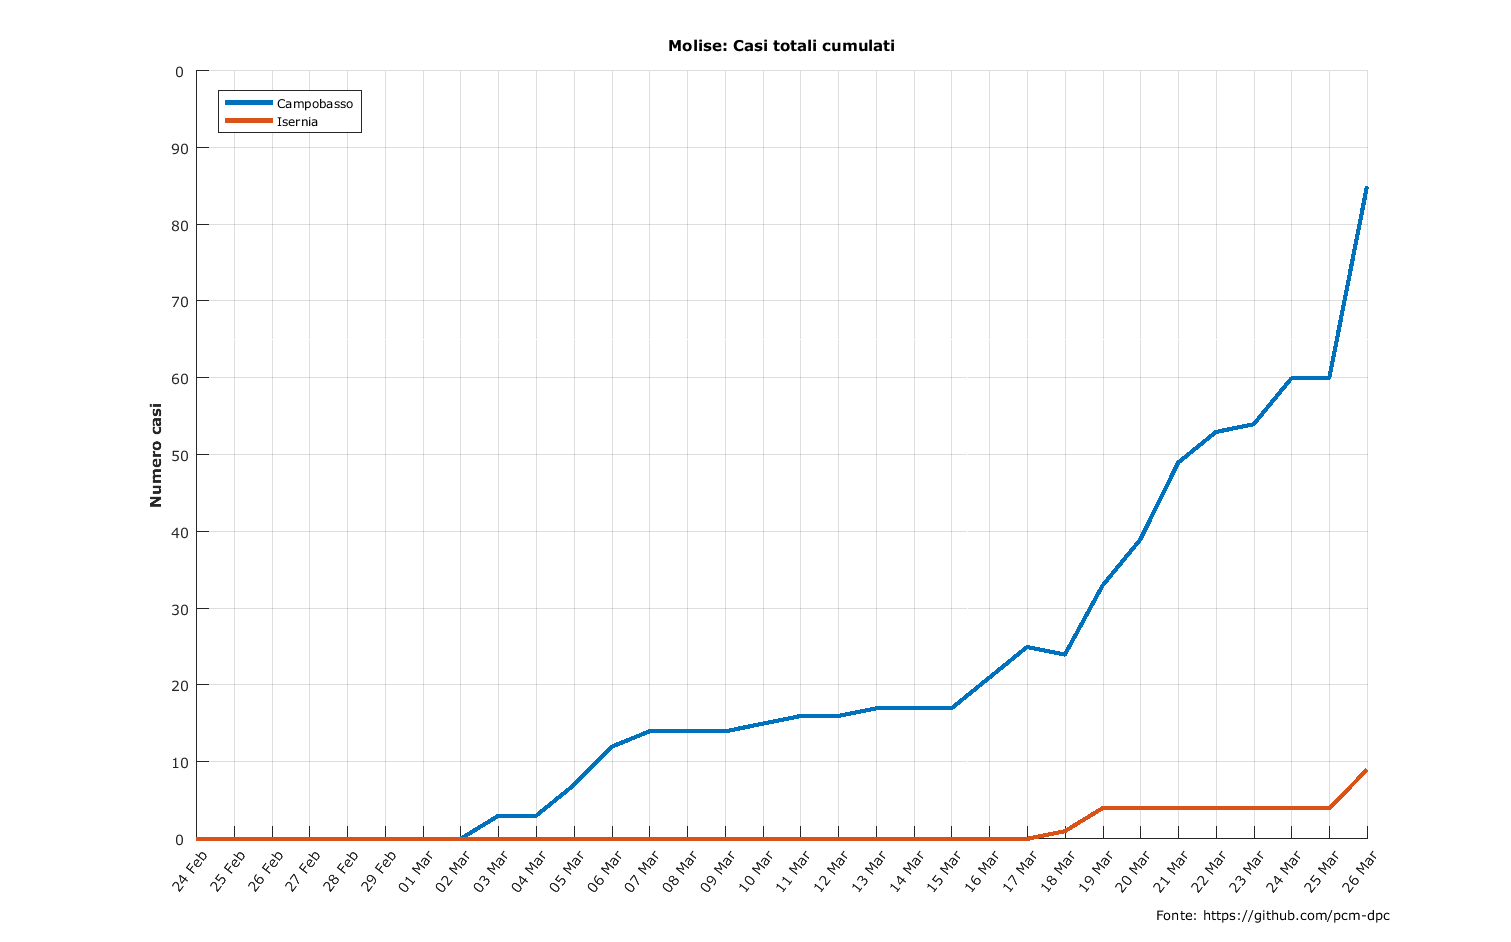 Molise: Casi totali cumulati
0
Campobasso
Isernia
90
80
70
60
50
40
30
20
10
0
Numero casi
24 Feb
25 Feb
26 Feb
27 Feb
28 Feb
29 Feb
01 Mar
02 Mar
03 Mar
04 Mar
05 Mar
06 Mar
07 Mar
08 Mar
09 Mar
10 Mar
11 Mar
12 Mar
13 Mar
14 Mar
15 Mar
16 Mar
17 Mar
18 Mar
19 Mar
20 Mar
21 Mar
22 Mar
23 Mar
24 Mar
25 Mar
26 Mar
Fonte: https://github.com/pcm-dpc